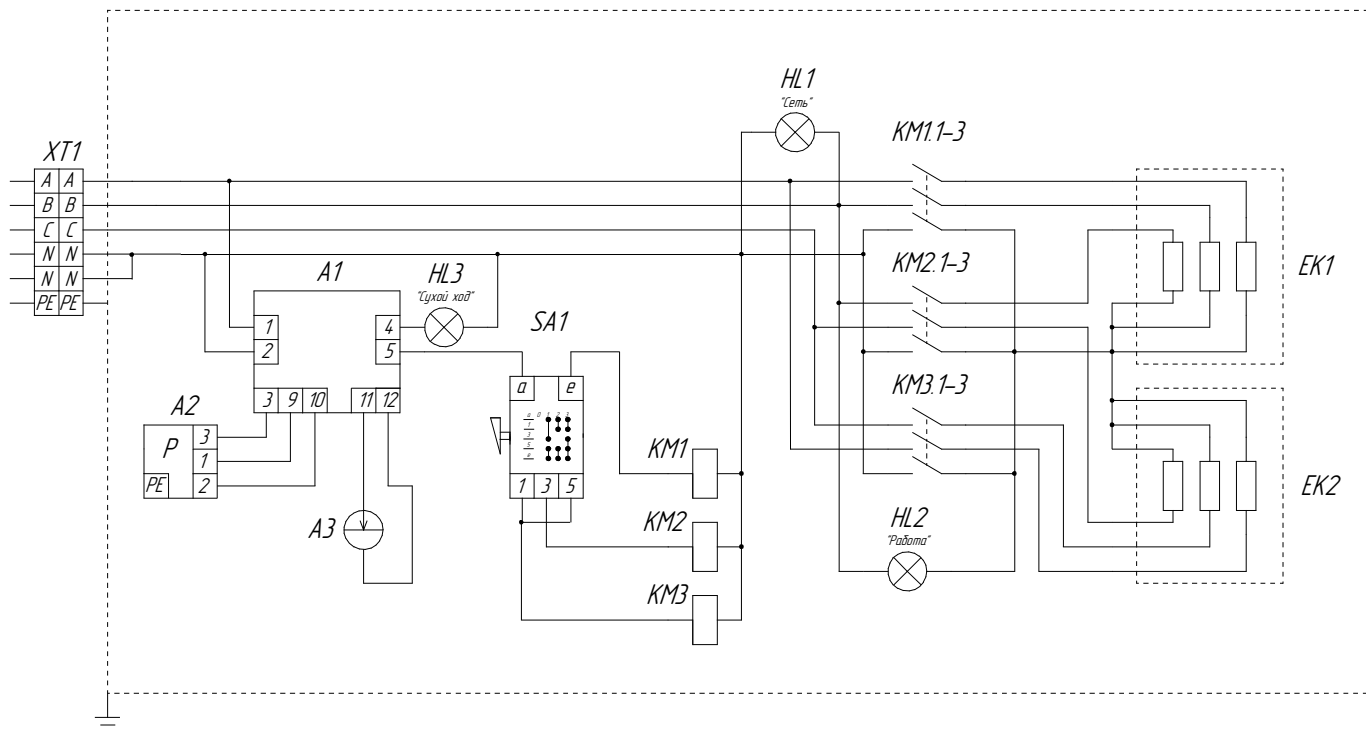 HL1
"Сеть"
KM1.1-3
XT1
A A
B B
C C
N N
N N
PE PE
A1
HL3
"Сухой ход"
KM2.1-3
EK1
1 4
2 5
SA1
a e
3 9 10 11 12
KM3.1-3
A2
P 3
1
PE 2
KM1
1 3 5
EK2
A3
KM2
HL2
"Работа"
KM3